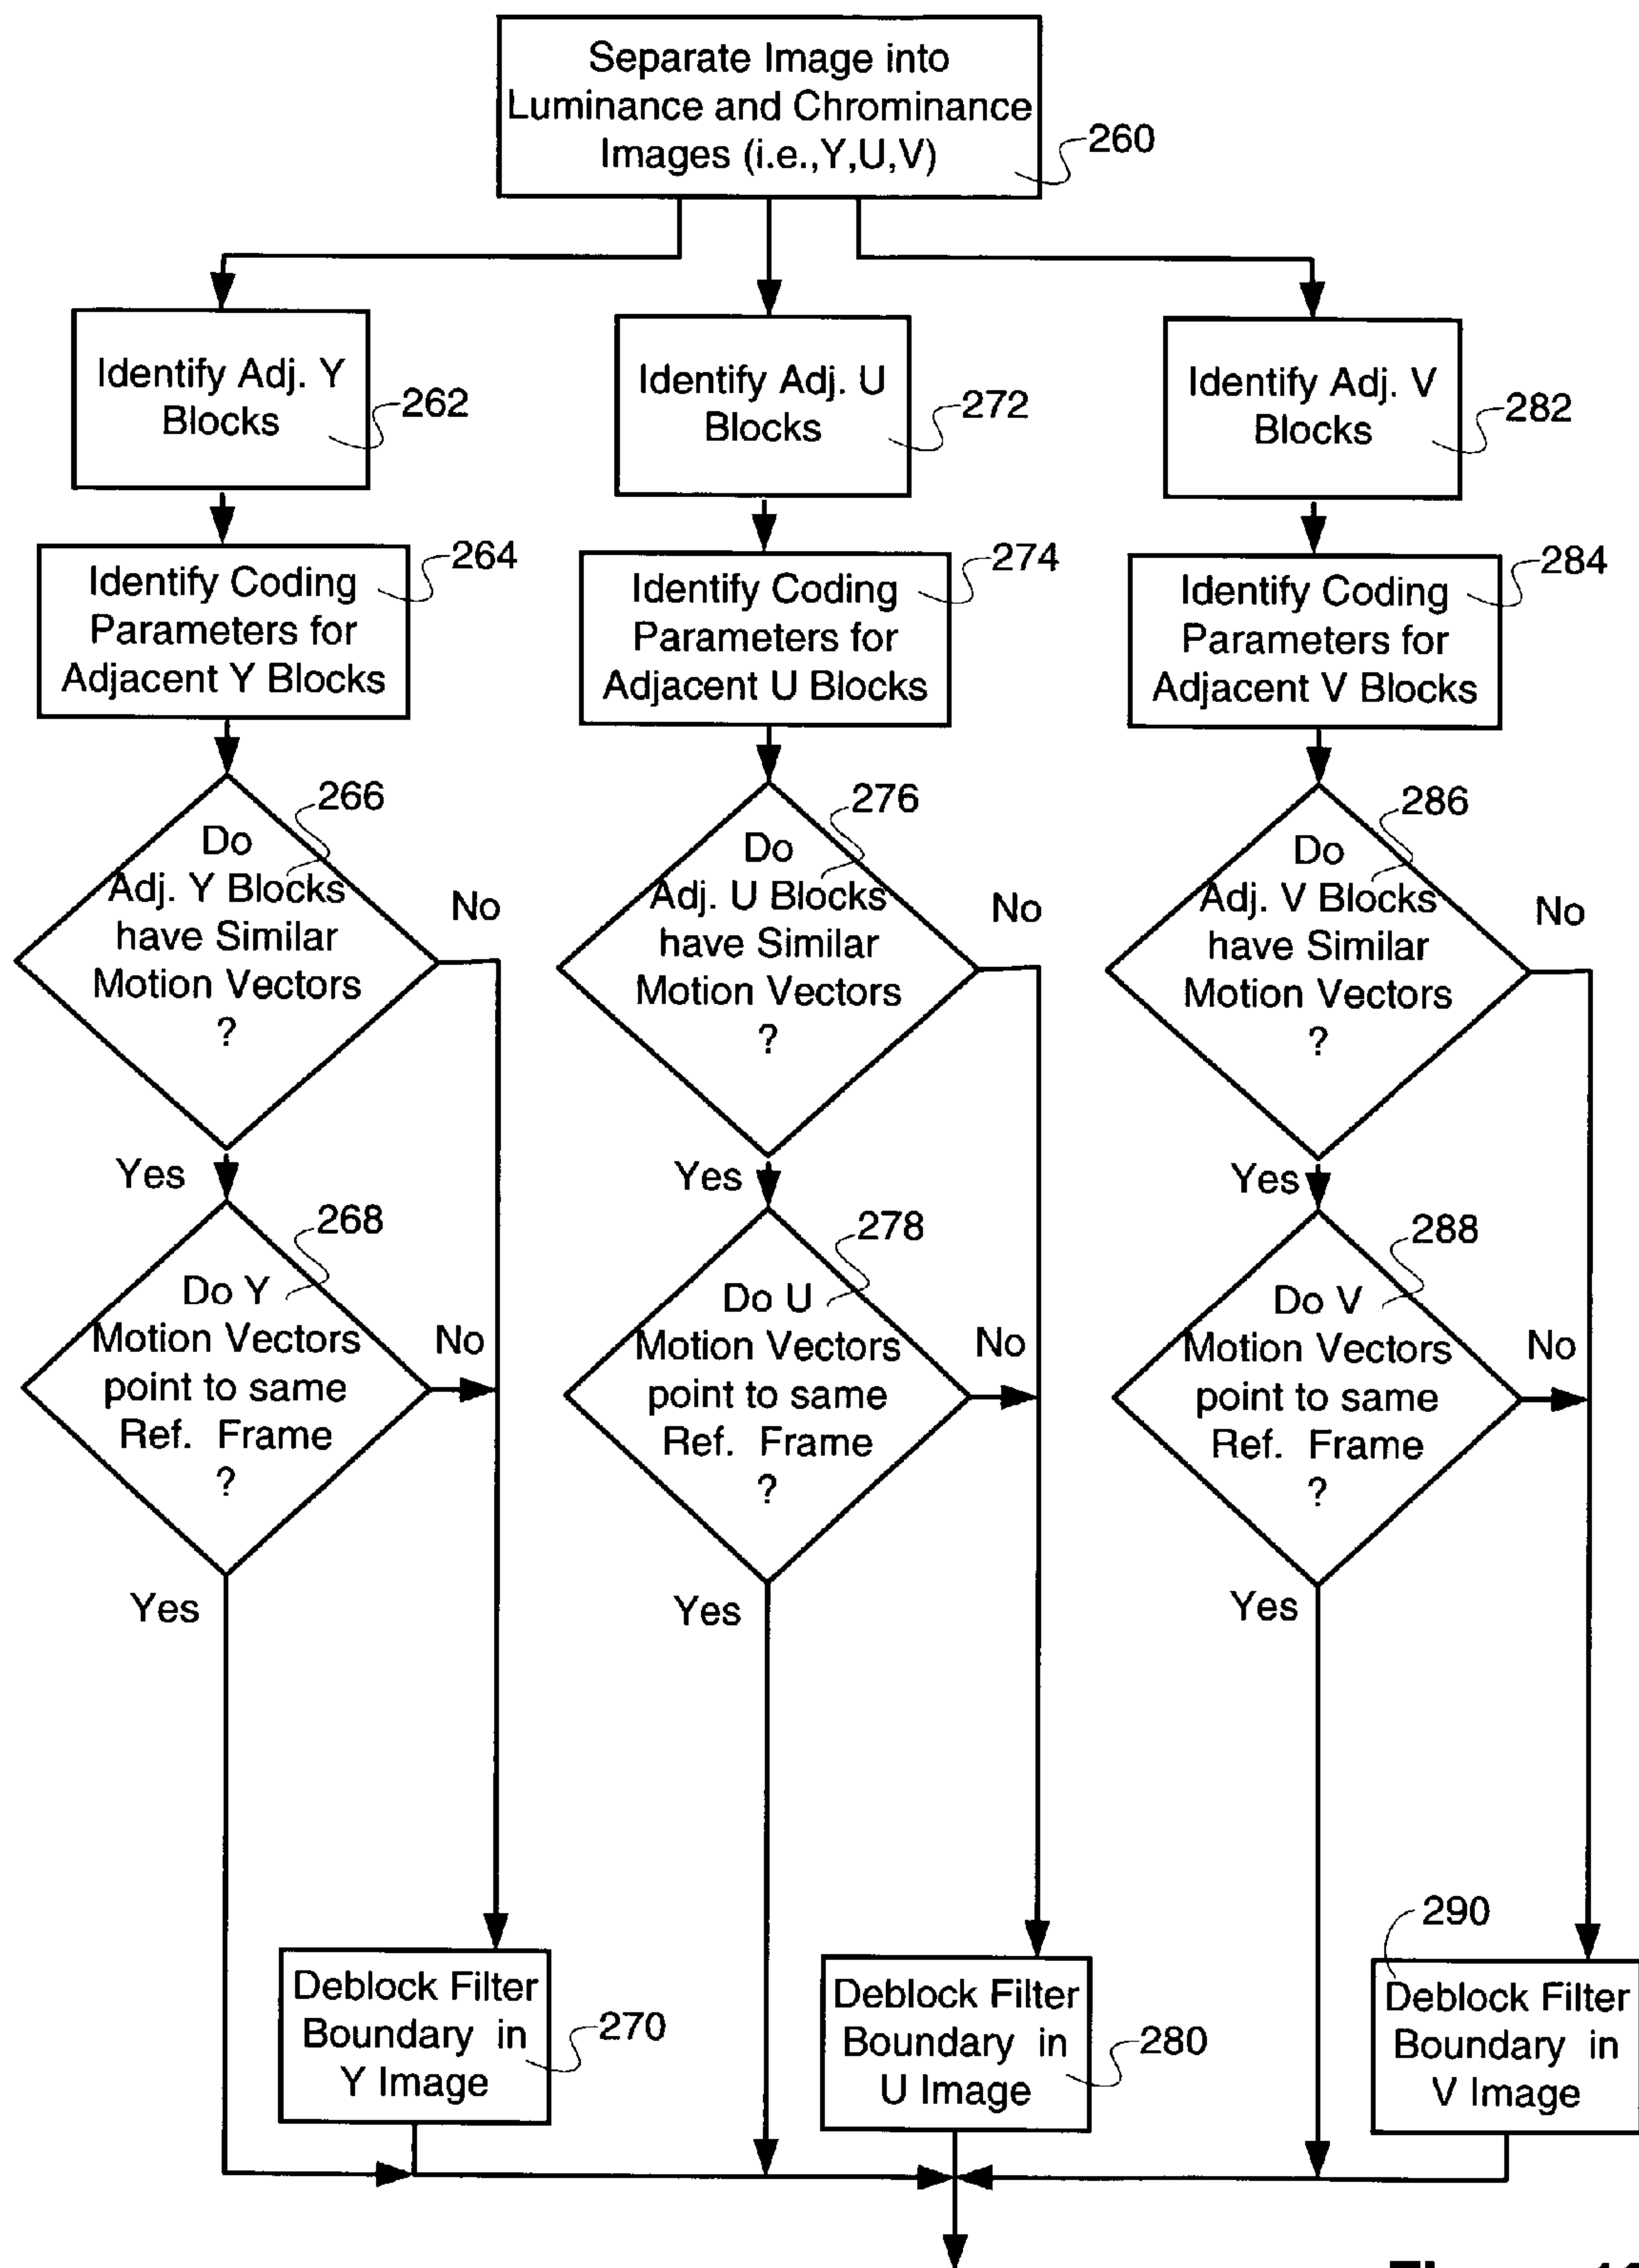 Separate Image into
Luminance and Chrominance
Images (i.e.,Y,U,V)
260
Identify Adj. Y
Blocks
262
Identify Adj. U
Blocks
272
Identify Adj. V
Blocks
282
Identify Coding
Parameters for
Adjacent Y Blocks
264
Identify Coding
Parameters for
Adjacent U Blocks
274
Identify Coding
Parameters for
Adjacent V Blocks
284
266
Do
Adj. Y Blocks
have Similar
Motion Vectors
?
No
Yes
276
Do
Adj. U Blocks
have Similar
Motion Vectors
?
No
Yes
286
Do
Adj. V Blocks
have Similar
Motion Vectors
?
No
Yes
268
Do Y
Motion Vectors
point to same
Ref. Frame
?
No
Yes
278
Do U
Motion Vectors
point to same
Ref. Frame
?
No
Yes
288
Do V
Motion Vectors
point to same
Ref. Frame
?
No
Yes
Deblock Filter
Boundary in
Y Image
270
Deblock Filter
Boundary in
U Image
280
290
Deblock Filter
Boundary in
V Image